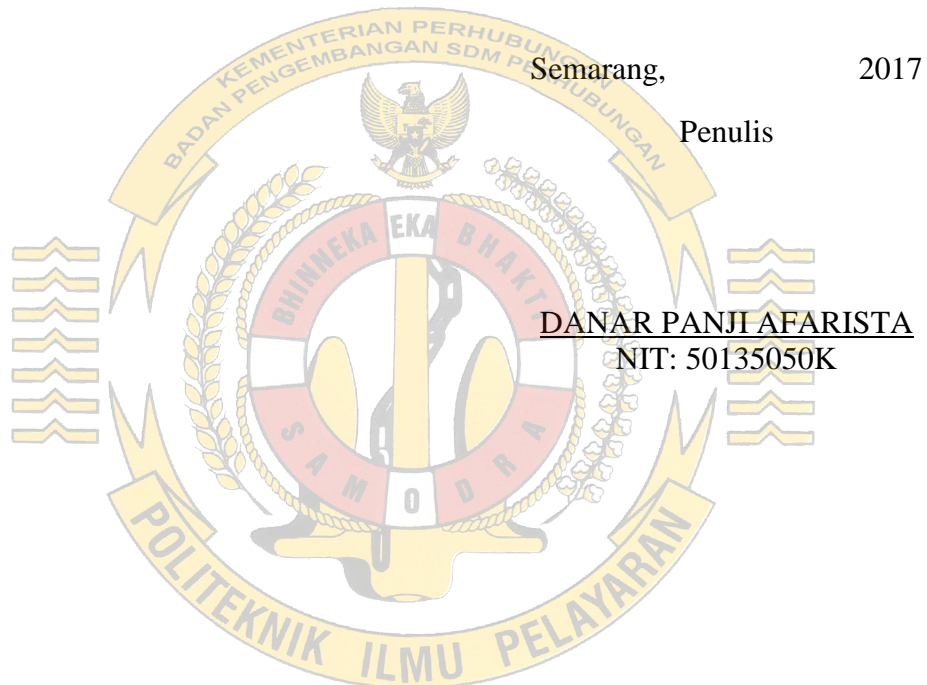 KEMENTERIAN PERHUBUNGAN
BADAN PENGEMBANGAN SDM PERHUBUNGAN
Semarang, 2017
Penulis
BHINNEKA EKA BHAKTI
DANAR PANJI AFARISTA
NIT: 50135050K
SAMODRA
POLITEKNIK ILMU PELAYARAN